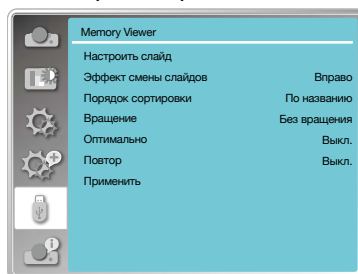 Memory Viewer
Настроить слайд
Эффект смены слайдов Вправо
Порядок сортировки По названию
Вращение Без вращения
Оптимально Выкл.
Повтор Выкл.
Применить